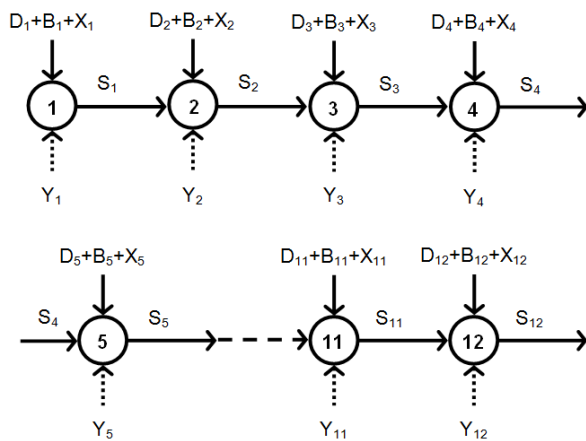 D₁+B₁+X₁ D₂+B₂+X₂ D₃+B₃+X₃ D₄+B₄+X₄
1 S₁ 2 S₂ 3 S₃ 4 S₄
Y₁ Y₂ Y₃ Y₄
D₅+B₅+X₅ D₁₁+B₁₁+X₁₁ D₁₂+B₁₂+X₁₂
S₄ 5 S₅ 11 S₁₁ 12 S₁₂
Y₅ Y₁₁ Y₁₂